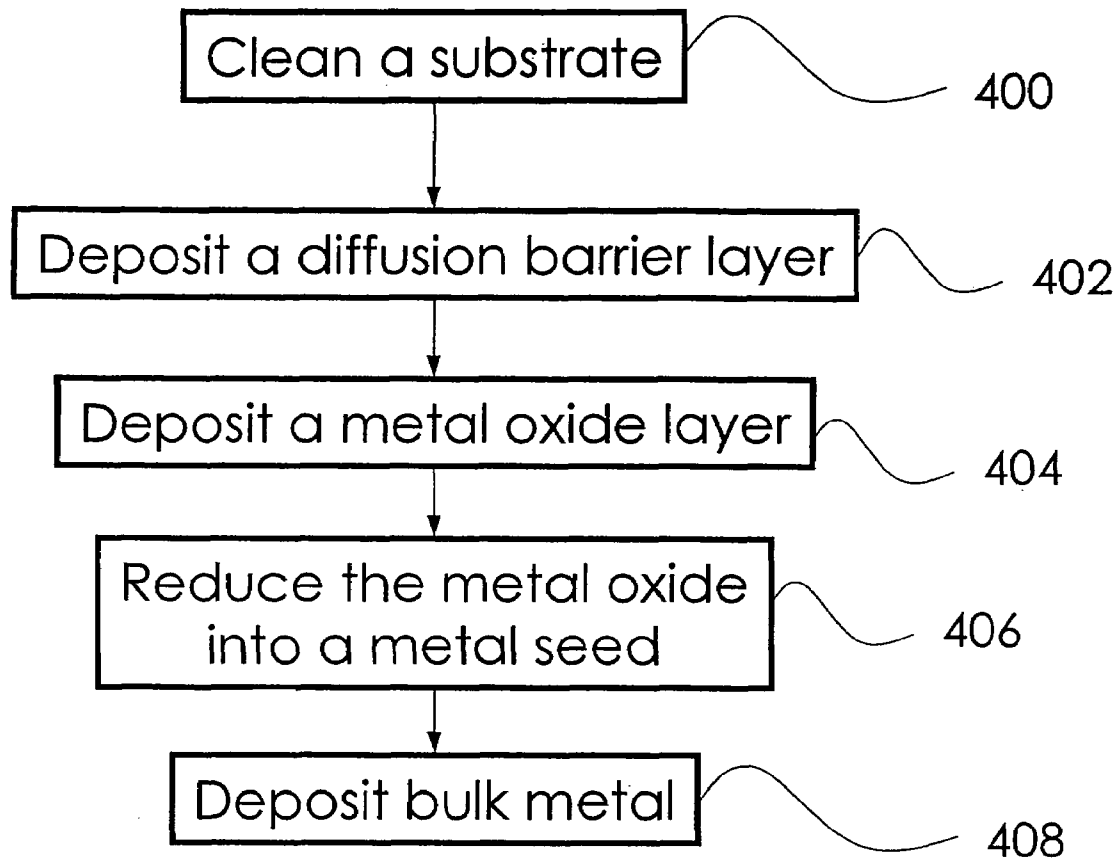 Clean a substrate
400
Deposit a diffusion barrier layer
402
Deposit a metal oxide layer
404
Reduce the metal oxide
into a metal seed
406
Deposit bulk metal
408